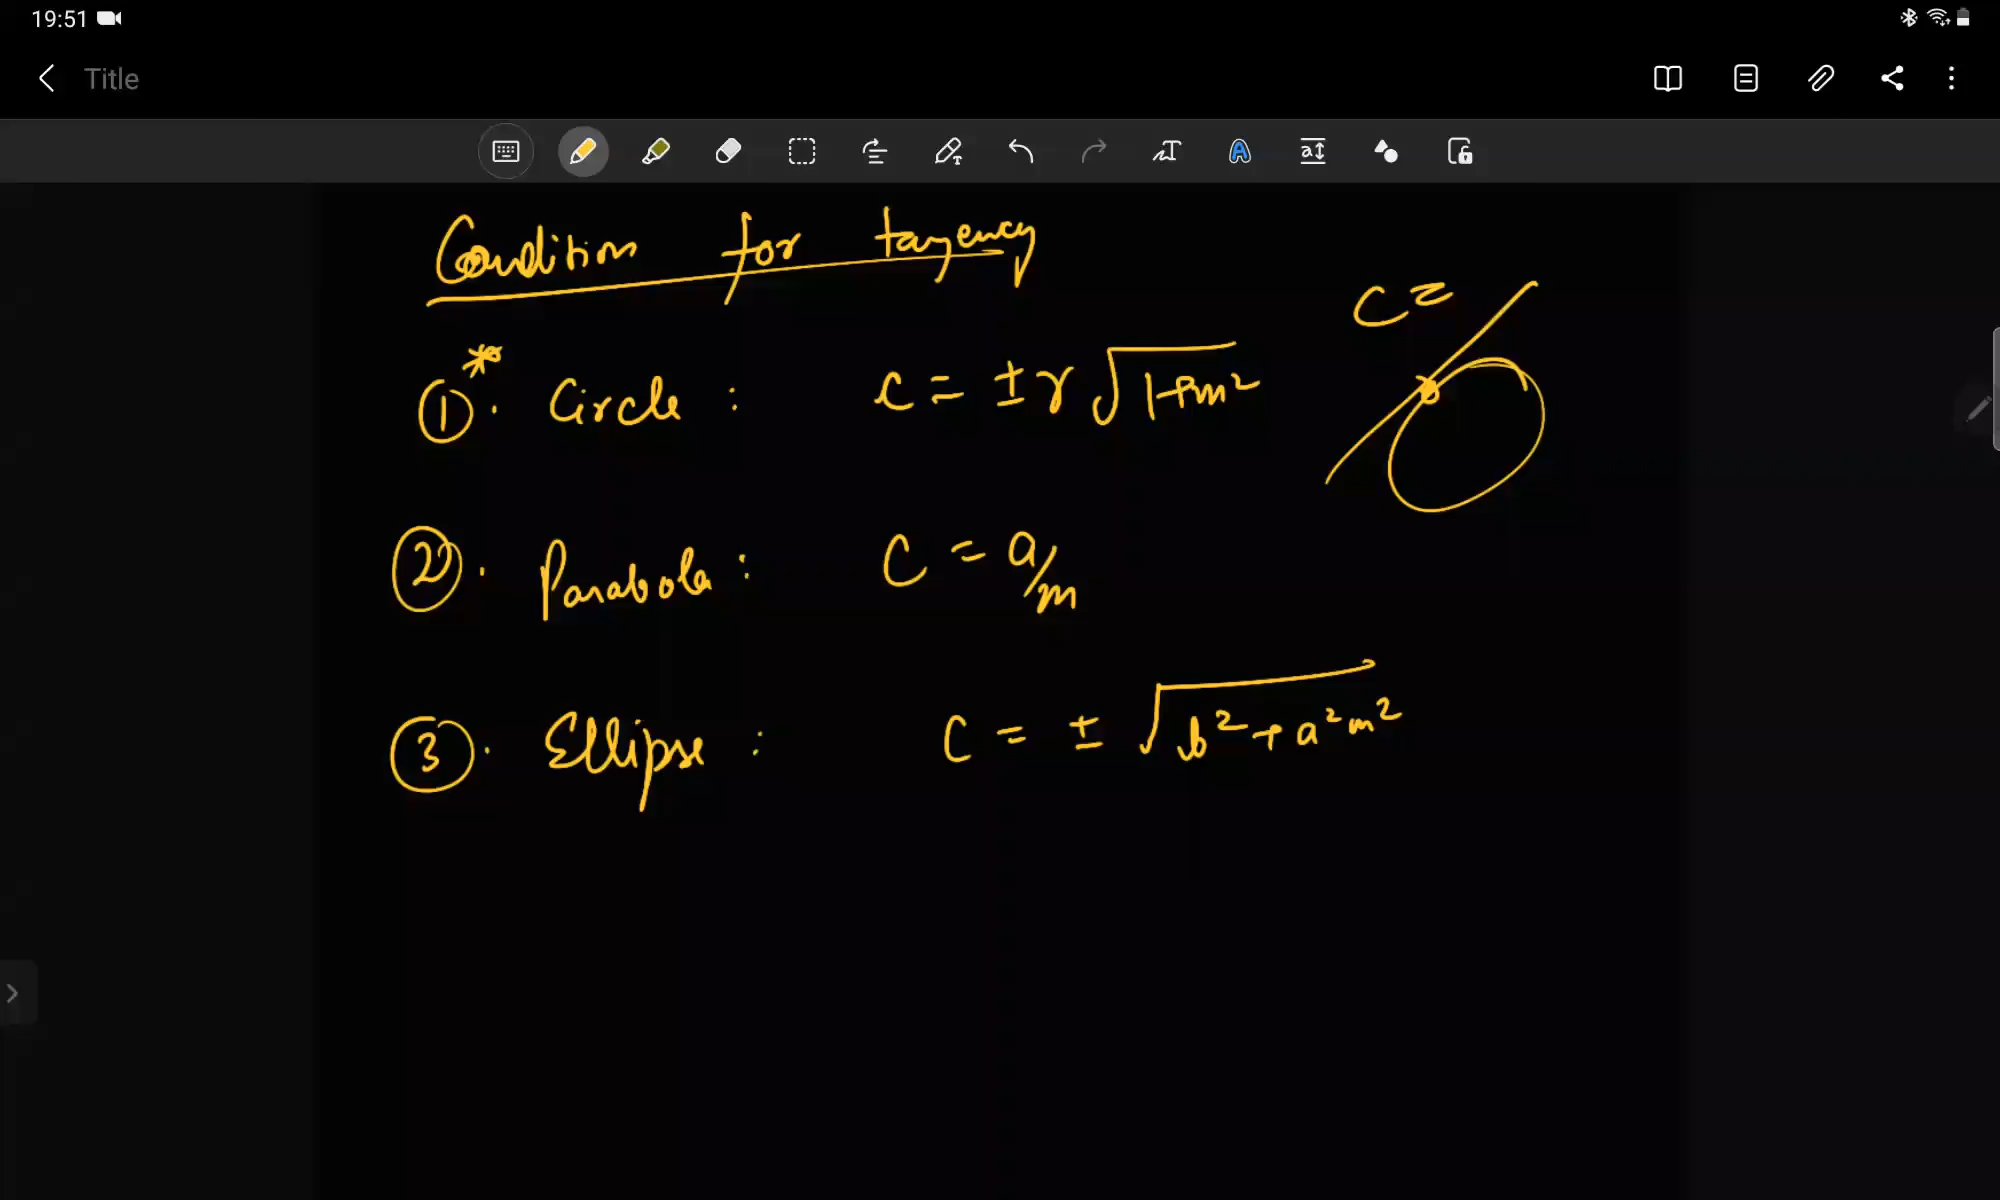 19:51
Title
Condition for tangency
①*. Circle : c = ±r√1+m²
c =
②. Parabola : C = a/m
③. Ellipse : C = ± √b²+a²m²